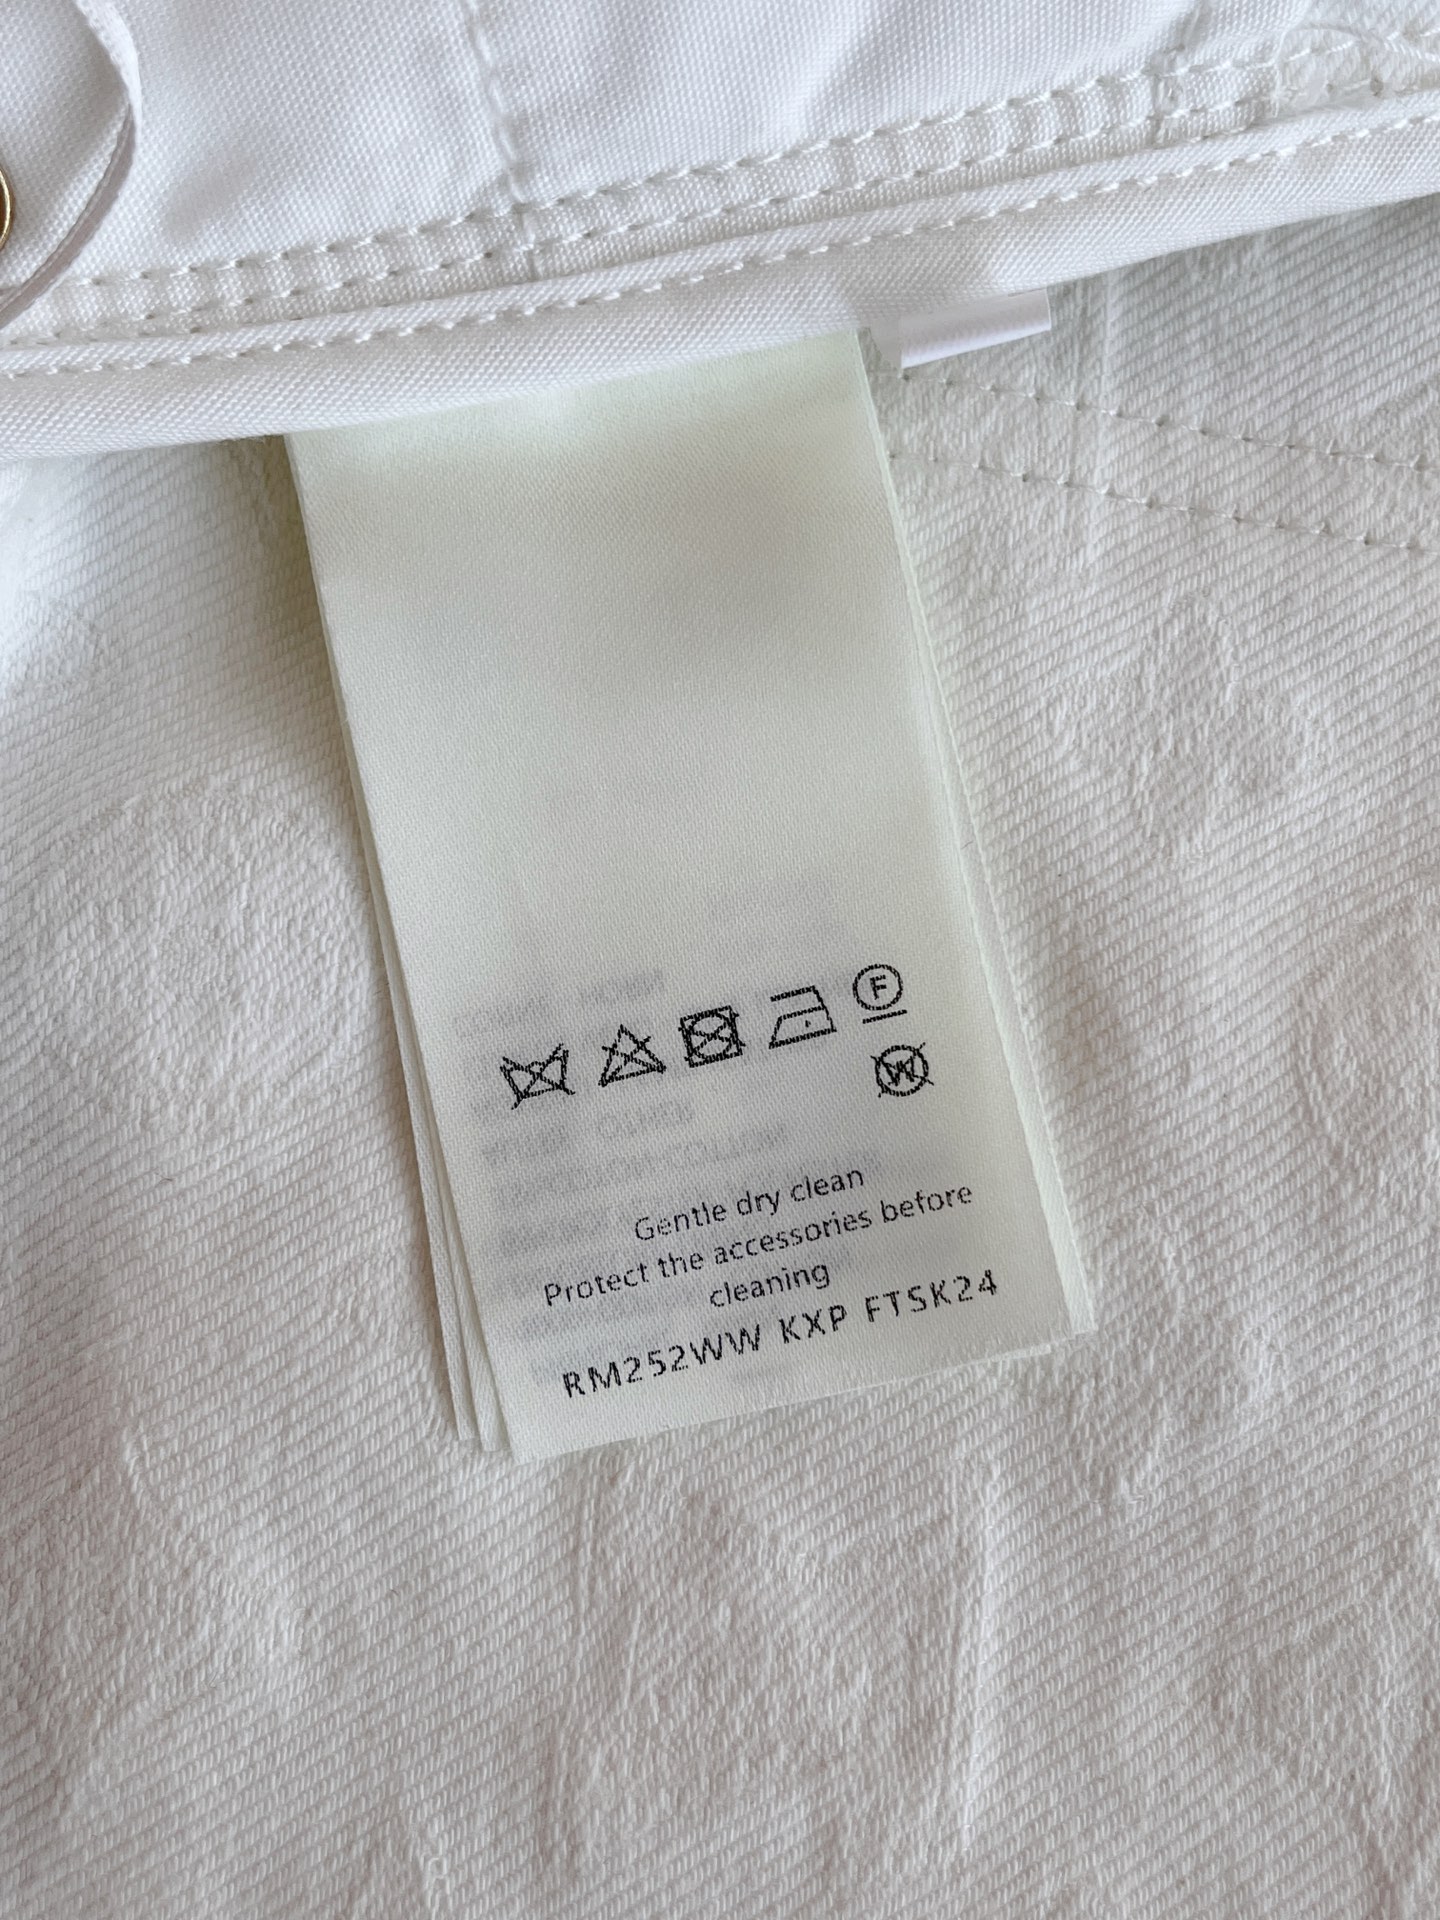 F
W
Gentle dry clean
Protect the accessories before
cleaning
RM252WW KXP FTSK24